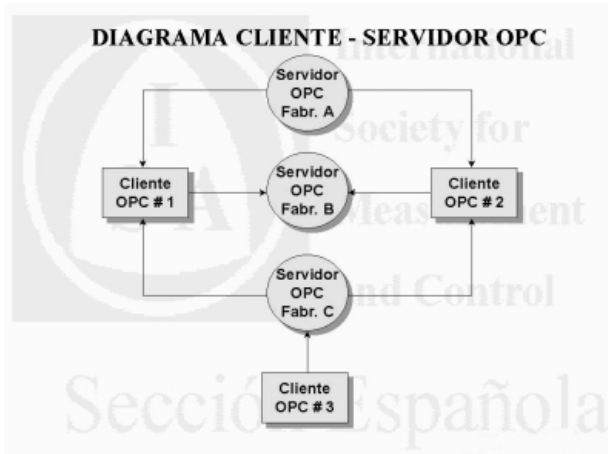 DIAGRAMA CLIENTE - SERVIDOR OPC
International
Servidor
OPC
Fabr. A
I
Society for
Cliente
OPC # 1
Servidor
OPC
Fabr. B
Cliente
OPC # 2
S A
Measurement
Servidor
OPC
Fabr. C
and Control
Cliente
OPC # 3
Sección Española